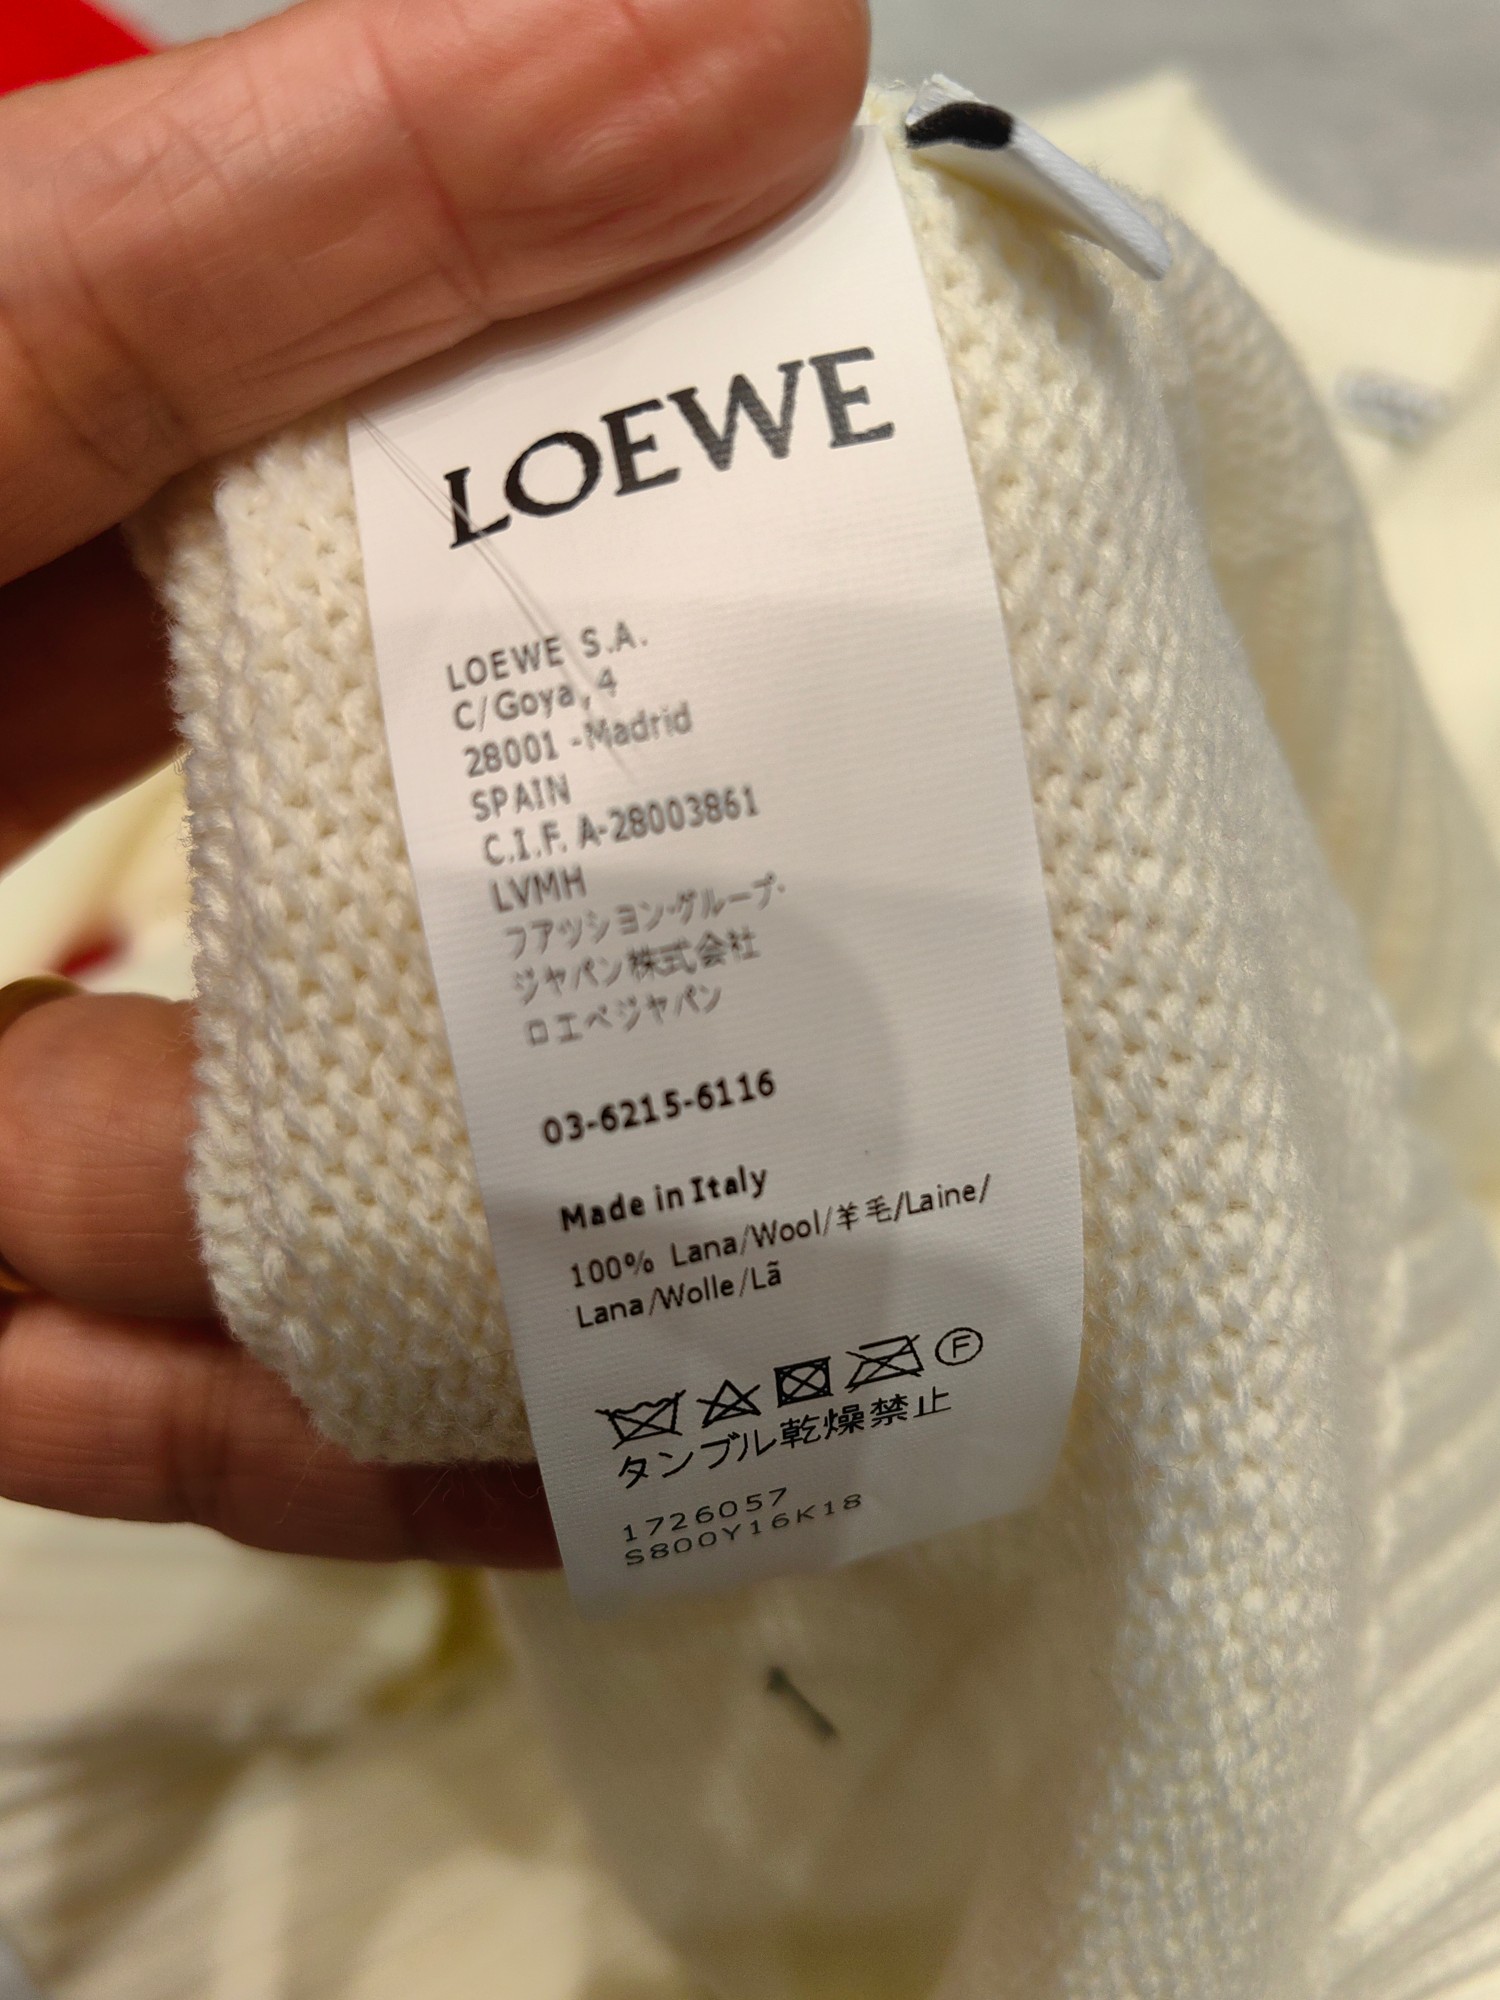 LOEWE
LOEWE S.A.
C/Goya, 4
28001 -Madrid
SPAIN
C.I.F. A-28003861
LVMH
ファッション・グループ・
ジャパン株式会社
ロエベジャパン
03-6215-6116
Made in Italy
100% Lana/Wool/羊毛/Laine/
Lana/Wolle/Lã
F
タンブル乾燥禁止
1726057
S800Y16K18